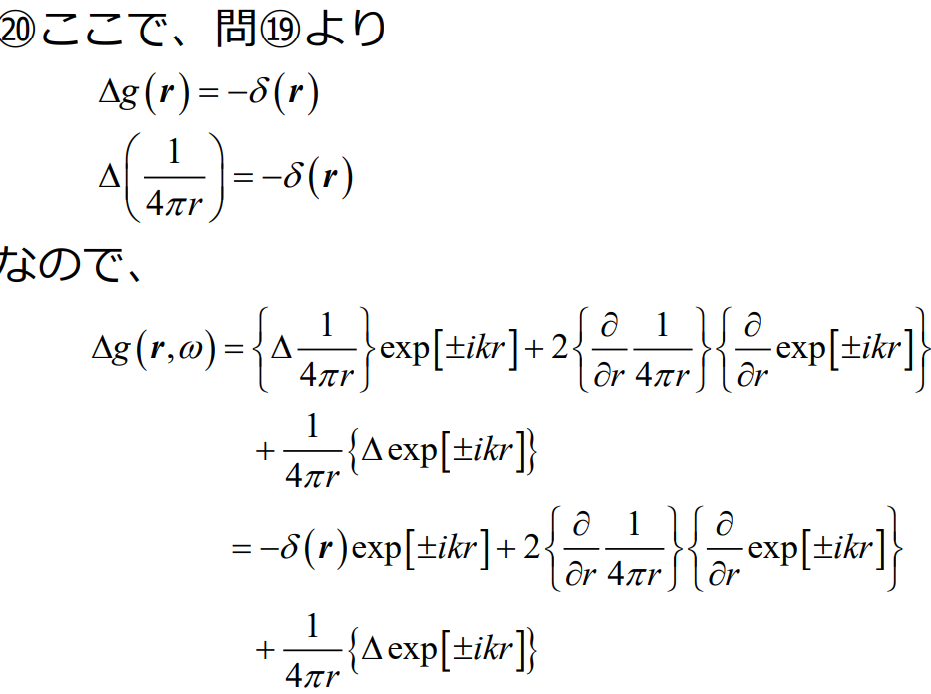 ⑳ここで、問⑲より
Δg(r) = −δ(r)
Δ(1/4πr) = −δ(r)
なので、
Δg(r,ω) = {Δ 1/4πr} exp[±ikr] + 2{∂/∂r 1/4πr}{∂/∂r exp[±ikr]}
+ 1/4πr {Δ exp[±ikr]}
= −δ(r) exp[±ikr] + 2{∂/∂r 1/4πr}{∂/∂r exp[±ikr]}
+ 1/4πr {Δ exp[±ikr]}